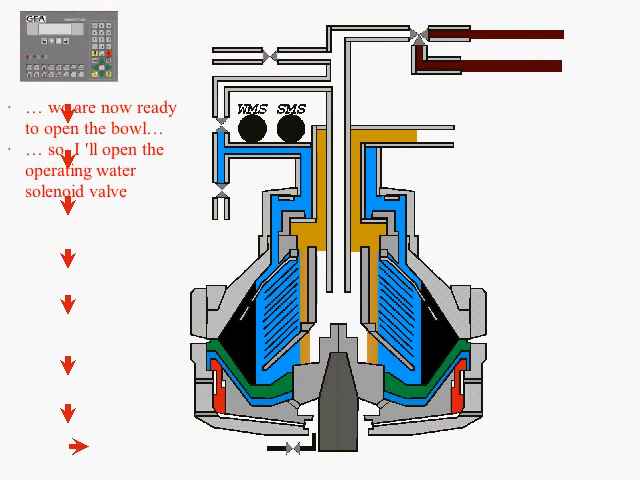 GEA
WMS SMS
· … we are now ready
to open the bowl…
· … so, I 'll open the
operating water
solenoid valve